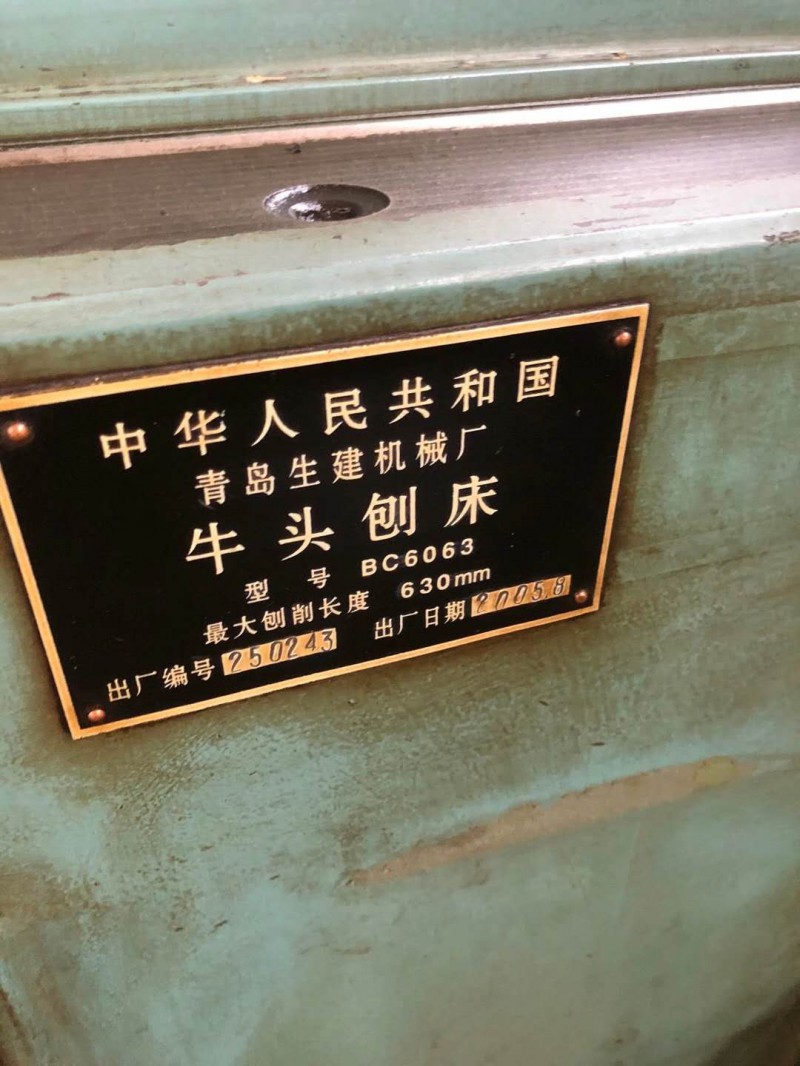 中华人民共和国
青岛生建机械厂
牛头刨床
型号 BC6063
最大刨削长度 630mm
出厂编号 250243 出厂日期 2005.8